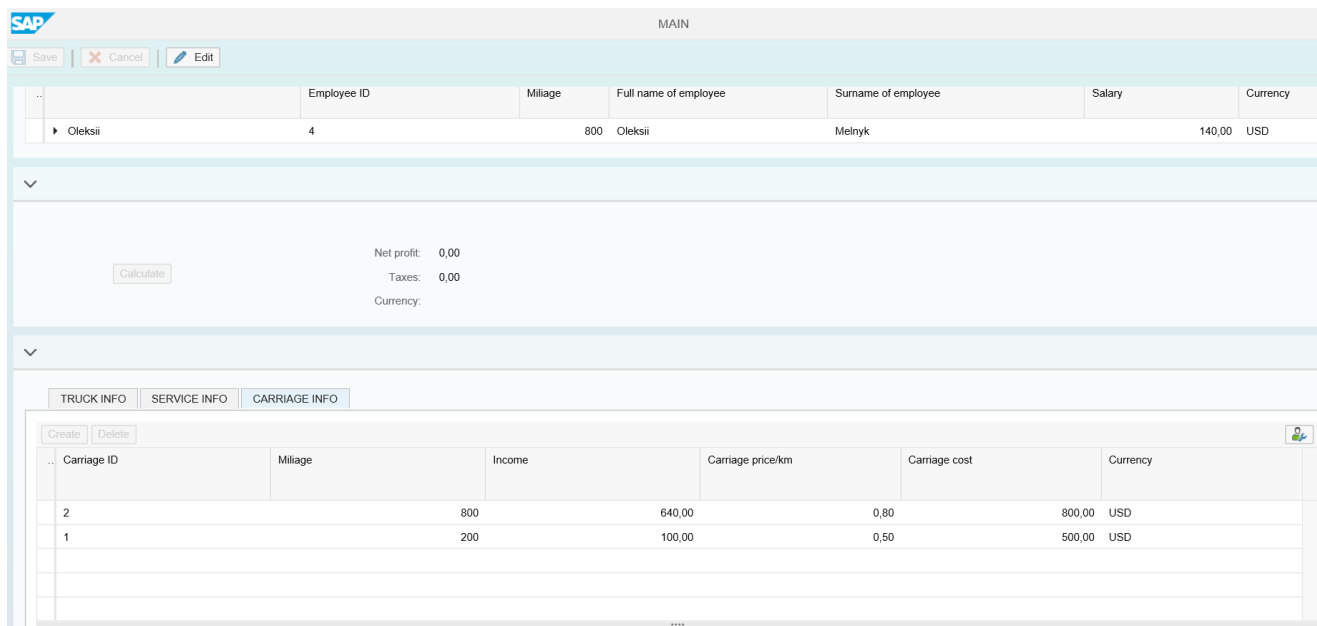 SAP MAIN
Save Cancel Edit
.. Employee ID Miliage Full name of employee Surname of employee Salary Currency
Oleksii 4 800 Oleksii Melnyk 140,00 USD
Net profit: 0,00
Calculate
Taxes: 0,00
Currency:
TRUCK INFO SERVICE INFO CARRIAGE INFO
Create Delete
.. Carriage ID Miliage Income Carriage price/km Carriage cost Currency
2 800 640,00 0,80 800,00 USD
1 200 100,00 0,50 500,00 USD